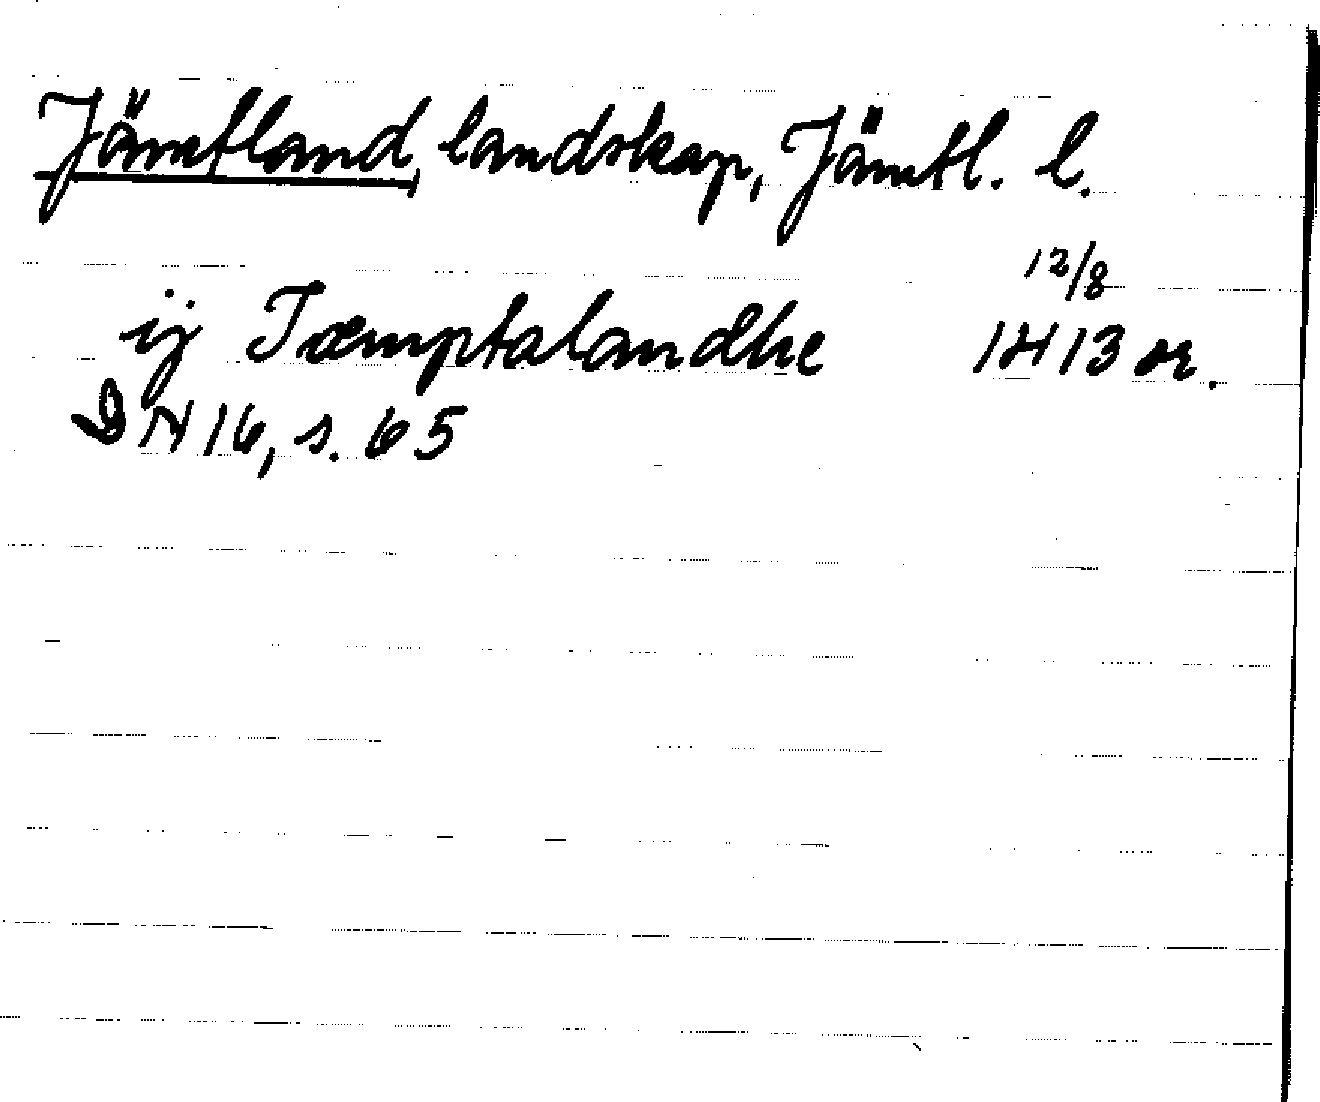 Jämtland, landskap, Jämtl. l.
12/8
ij Iæmptalandhe 1413 or.
DN 16, s. 65